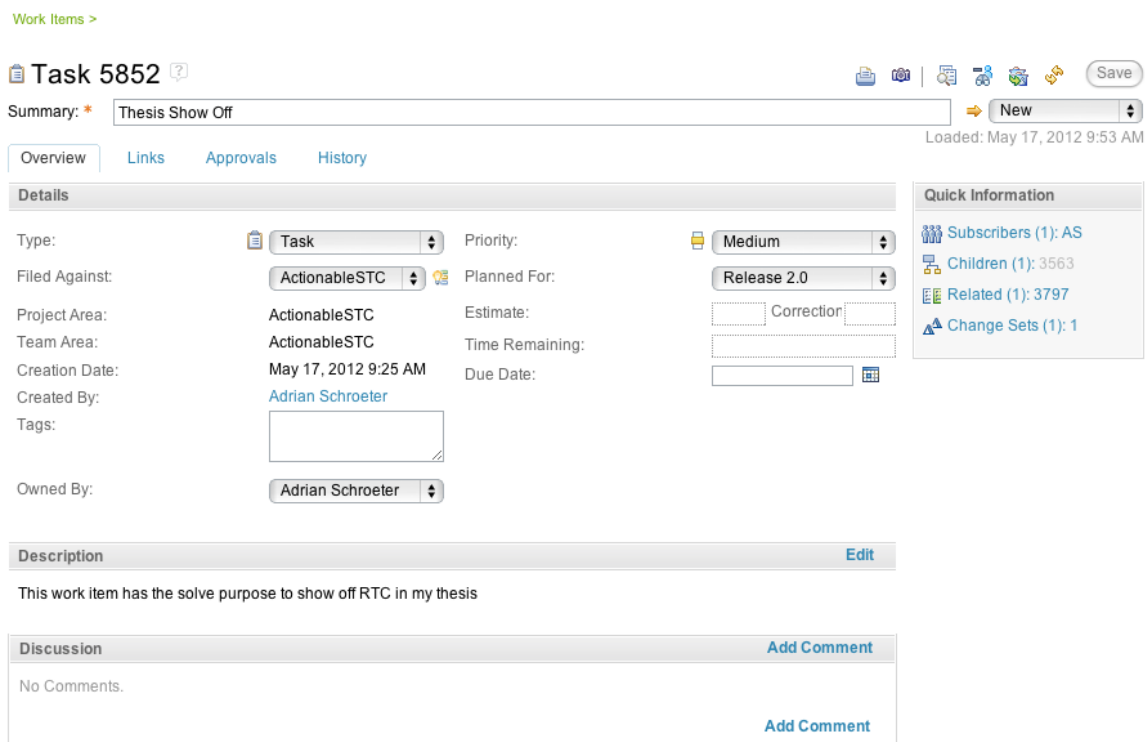 Work Items >
Task 5852 ?
Save
Summary: * Thesis Show Off New
Loaded: May 17, 2012 9:53 AM
Overview Links Approvals History
Details Quick Information
Type: Task Priority: Medium Subscribers (1): AS
Filed Against: ActionableSTC Planned For: Release 2.0 Children (1): 3563
Project Area: ActionableSTC Estimate: Correction Related (1): 3797
Team Area: ActionableSTC Time Remaining: Change Sets (1): 1
Creation Date: May 17, 2012 9:25 AM Due Date:
Created By: Adrian Schroeter
Tags:
Owned By: Adrian Schroeter
Description Edit
This work item has the solve purpose to show off RTC in my thesis
Discussion Add Comment
No Comments.
Add Comment